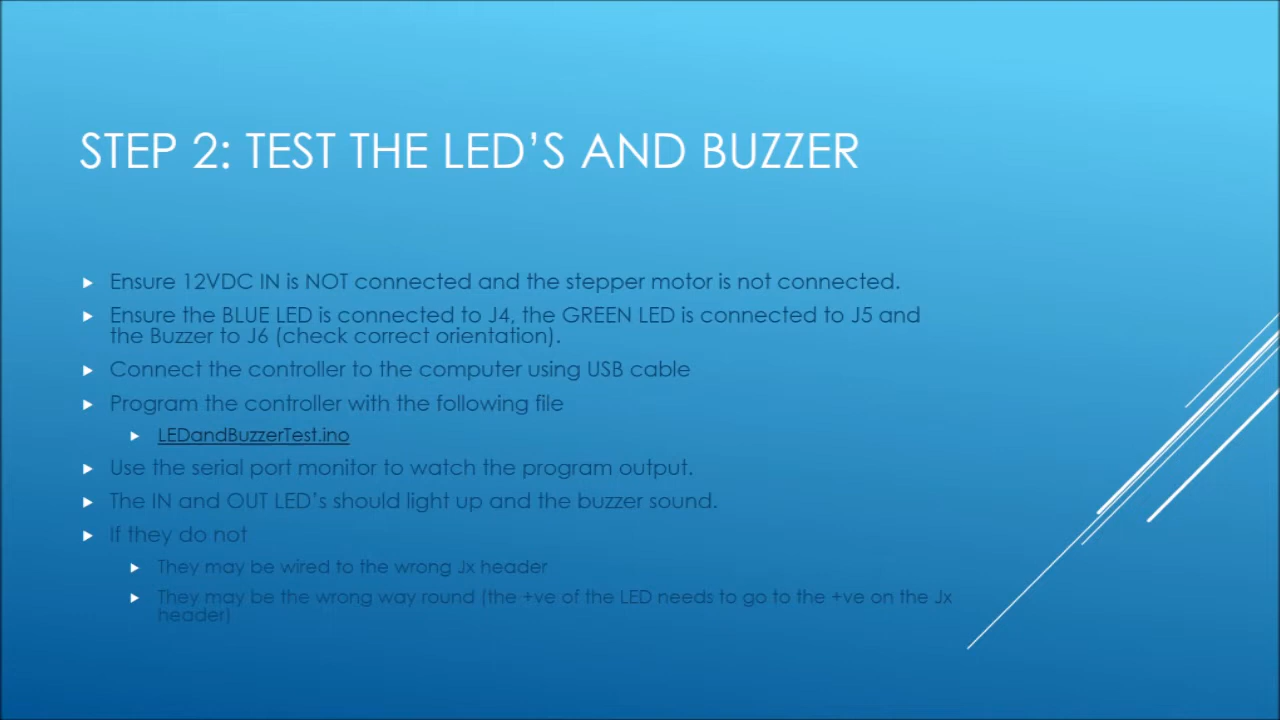 STEP 2: TEST THE LED’S AND BUZZER
Ensure 12VDC IN is NOT connected and the stepper motor is not connected.
Ensure the BLUE LED is connected to J4, the GREEN LED is connected to J5 and
the Buzzer to J6 (check correct orientation).
Connect the controller to the computer using USB cable
Program the controller with the following file
LEDandBuzzerTest.ino
Use the serial port monitor to watch the program output.
The IN and OUT LED’s should light up and the buzzer sound.
If they do not
They may be wired to the wrong Jx header
They may be the wrong way round (the +ve of the LED needs to go to the +ve on the Jx
header)